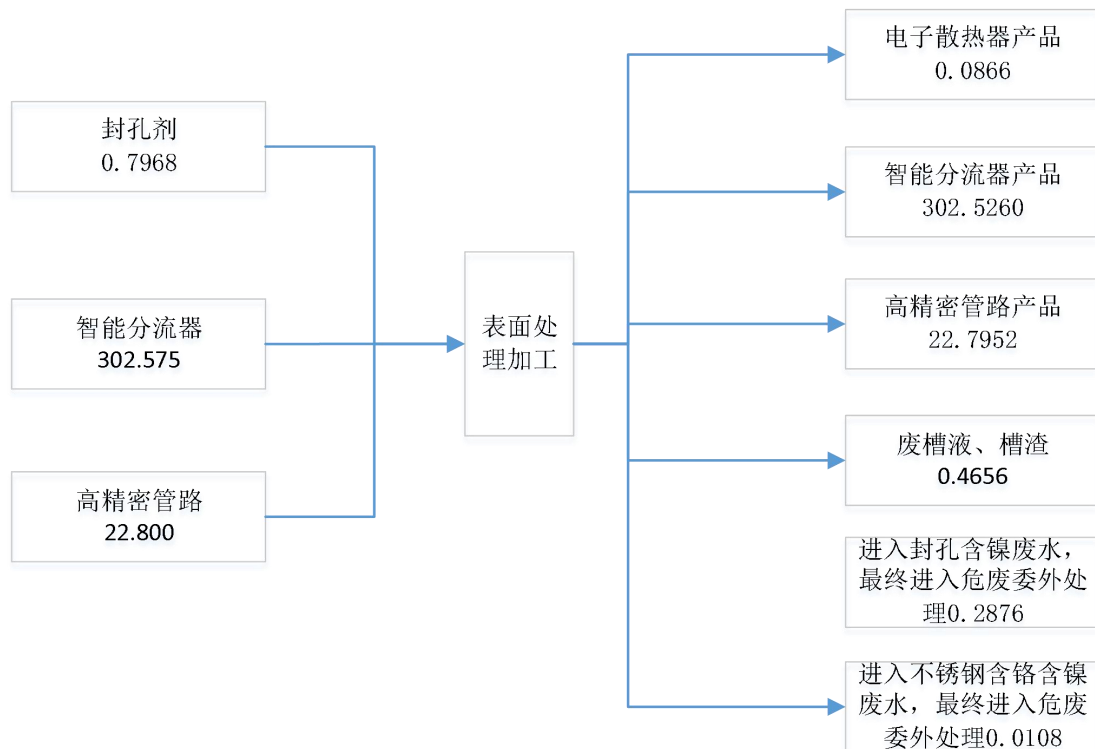 封孔剂
0.7968
智能分流器
302.575
高精密管路
22.800
表面处
理加工
电子散热器产品
0.0866
智能分流器产品
302.5260
高精密管路产品
22.7952
废槽液、槽渣
0.4656
进入封孔含镍废水，
最终进入危废委外处
理0.2876
进入不锈钢含铬含镍
废水，最终进入危废
委外处理0.0108